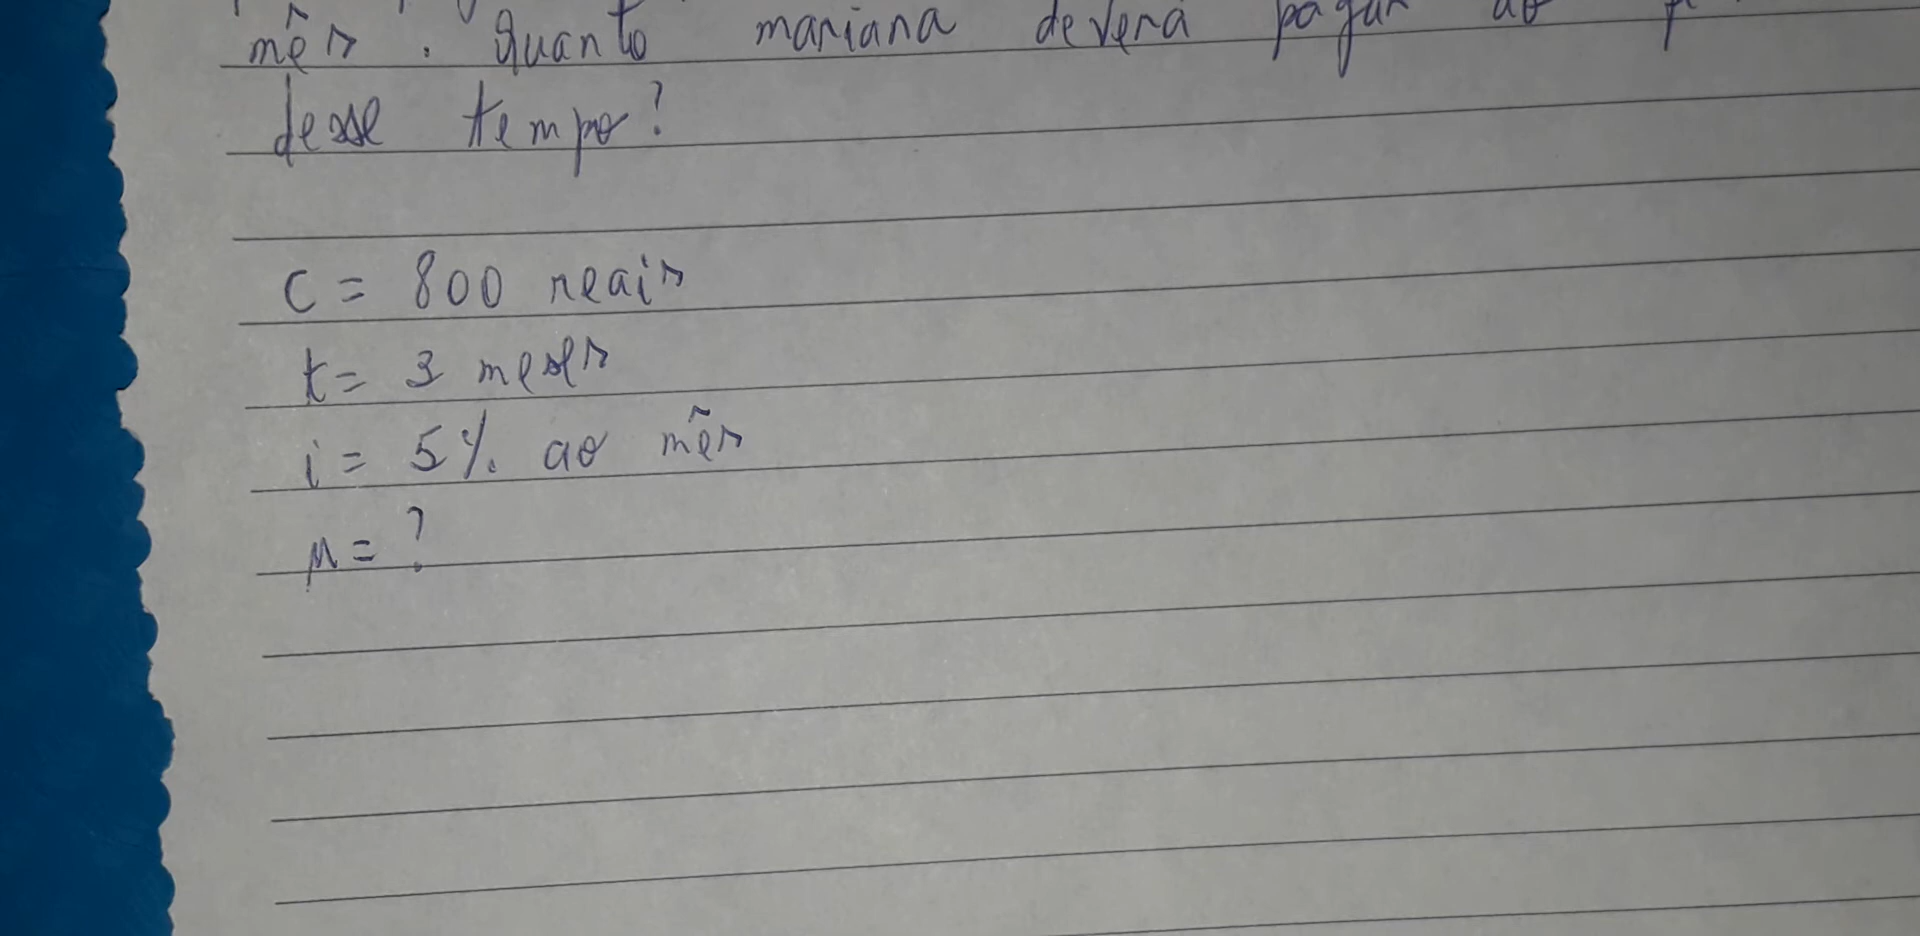 mês. Quanto mariana deverá pagar ao
desse tempo?
C = 800 reais
t = 3 meses
i = 5% ao mês
M = ?